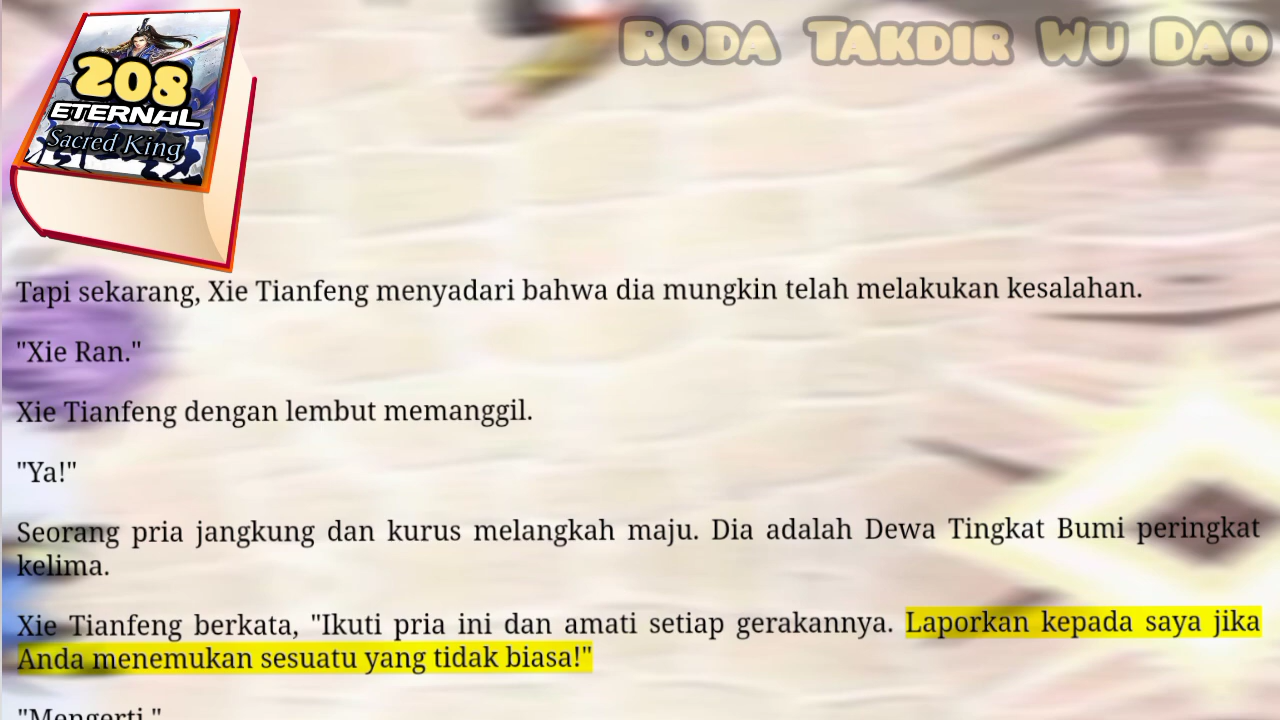 Roda Takdir Wu Dao
208
ETERNAL
Sacred King
Tapi sekarang, Xie Tianfeng menyadari bahwa dia mungkin telah melakukan kesalahan.
"Xie Ran."
Xie Tianfeng dengan lembut memanggil.
"Ya!"
Seorang pria jangkung dan kurus melangkah maju. Dia adalah Dewa Tingkat Bumi peringkat
kelima.
Xie Tianfeng berkata, "Ikuti pria ini dan amati setiap gerakannya. Laporkan kepada saya jika
Anda menemukan sesuatu yang tidak biasa!"
"Mengerti."